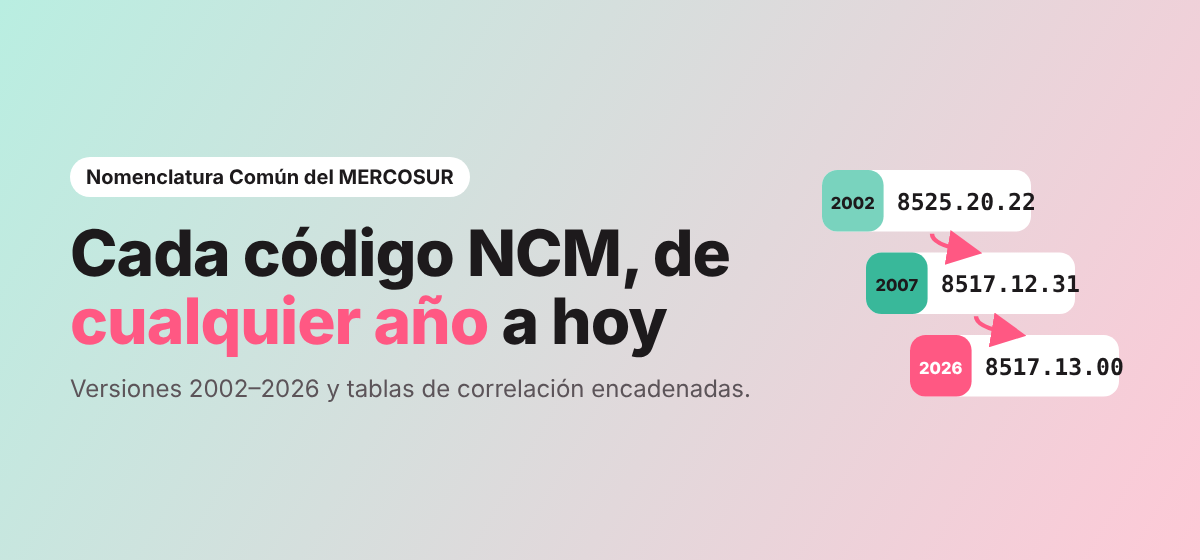 Nomenclatura Común del MERCOSUR
Cada código NCM, de
cualquier año a hoy
Versiones 2002–2026 y tablas de correlación encadenadas.
2002 8525.20.22
2007 8517.12.31
2026 8517.13.00